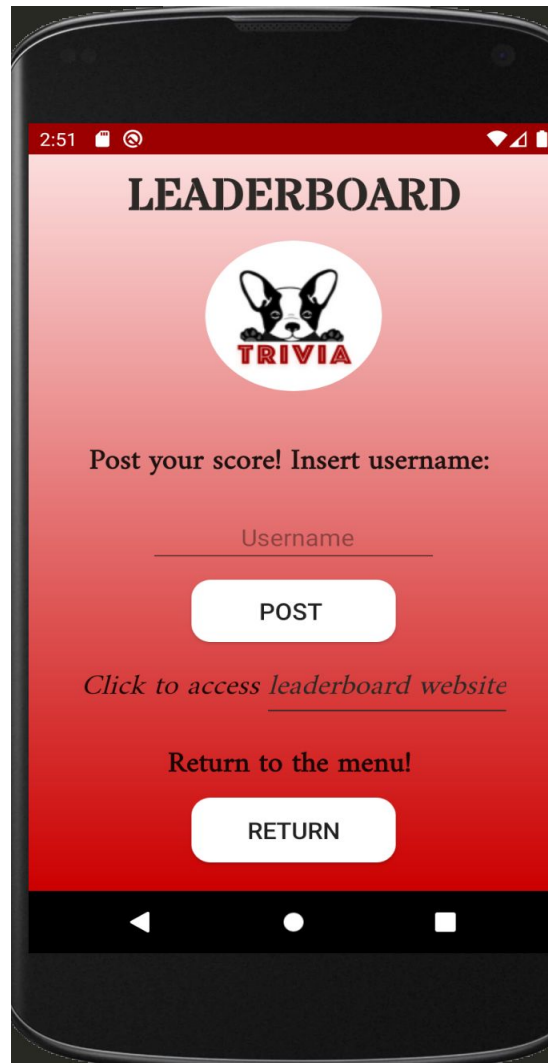 2:51
LEADERBOARD
TRIVIA
Post your score! Insert username:
Username
POST
Click to access leaderboard website
Return to the menu!
RETURN